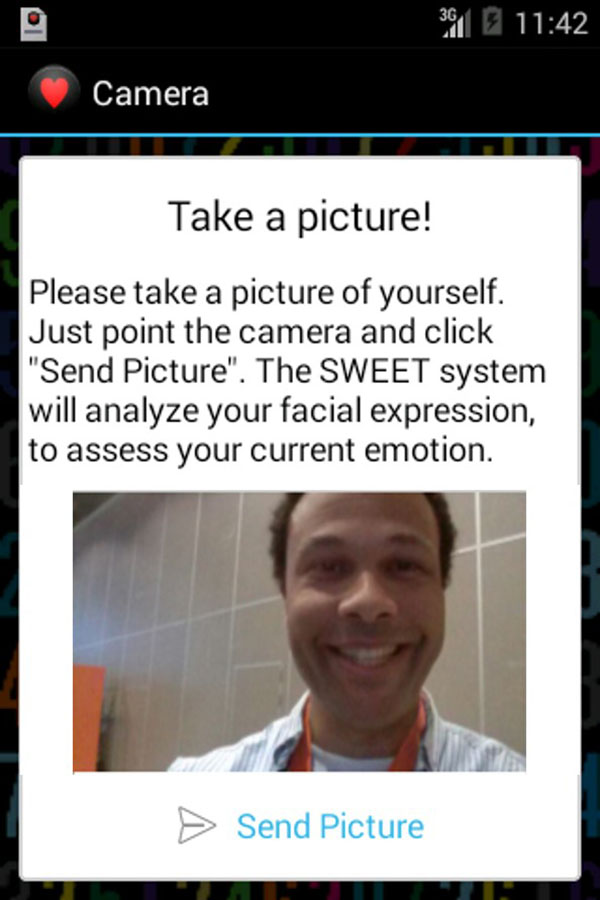 3G 11:42
Camera
Take a picture!
Please take a picture of yourself.
Just point the camera and click
"Send Picture". The SWEET system
will analyze your facial expression,
to assess your current emotion.
Send Picture